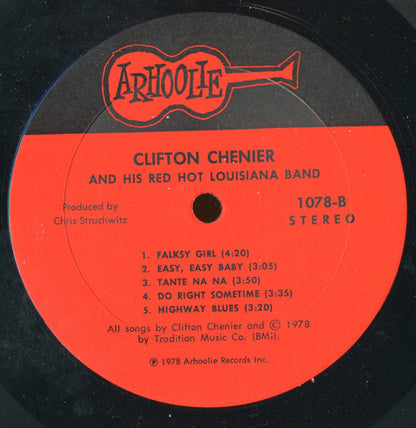 ARHOOLIE
CLIFTON CHENIER
AND HIS RED HOT LOUISIANA BAND
Produced by
Chris Strachwitz
1078-B
STEREO
1. FALKSY GIRL (4:20)
2. EASY, EASY BABY (3:05)
3. TANTE NA NA (3:50)
4. DO RIGHT SOMETIME (3:35)
5. HIGHWAY BLUES (3:20)
All songs by Clifton Chenier and © 1978
by Tradition Music Co. (BMI).
℗ 1978 Arhoolie Records Inc.